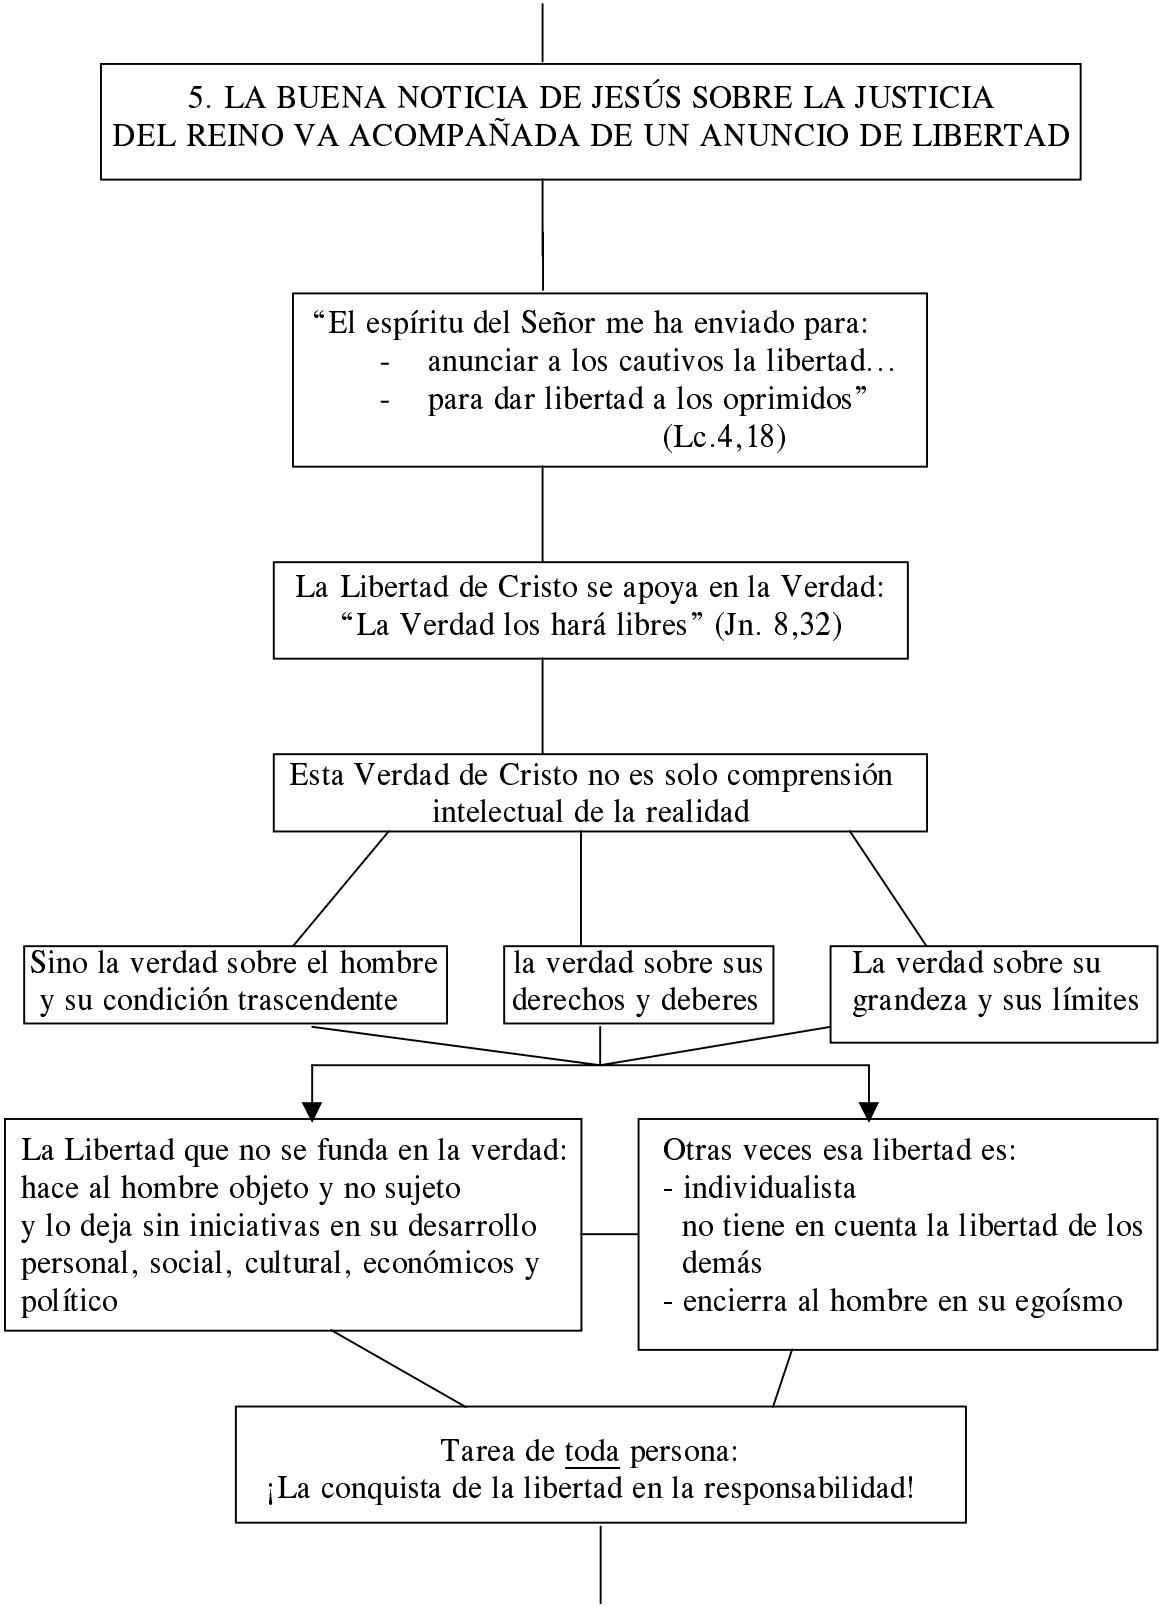 5. LA BUENA NOTICIA DE JESÚS SOBRE LA JUSTICIA
DEL REINO VA ACOMPAÑADA DE UN ANUNCIO DE LIBERTAD
“El espíritu del Señor me ha enviado para:
- anunciar a los cautivos la libertad…
- para dar libertad a los oprimidos”
(Lc.4,18)
La Libertad de Cristo se apoya en la Verdad:
“La Verdad los hará libres” (Jn. 8,32)
Esta Verdad de Cristo no es solo comprensión
intelectual de la realidad
Sino la verdad sobre el hombre
y su condición trascendente
la verdad sobre sus
derechos y deberes
La verdad sobre su
grandeza y sus límites
La Libertad que no se funda en la verdad:
hace al hombre objeto y no sujeto
y lo deja sin iniciativas en su desarrollo
personal, social, cultural, económicos y
político
Otras veces esa libertad es:
- individualista
no tiene en cuenta la libertad de los
demás
- encierra al hombre en su egoísmo
Tarea de toda persona:
¡La conquista de la libertad en la responsabilidad!